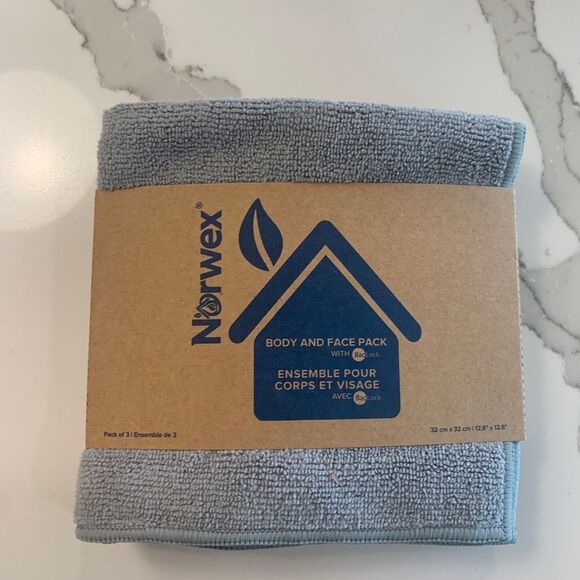 Norwex®
BODY AND FACE PACK
WITH BacLock
ENSEMBLE POUR
CORPS ET VISAGE
AVEC BacLock
Pack of 3 | Ensemble de 3
32 cm x 32 cm | 12.6" x 12.6"